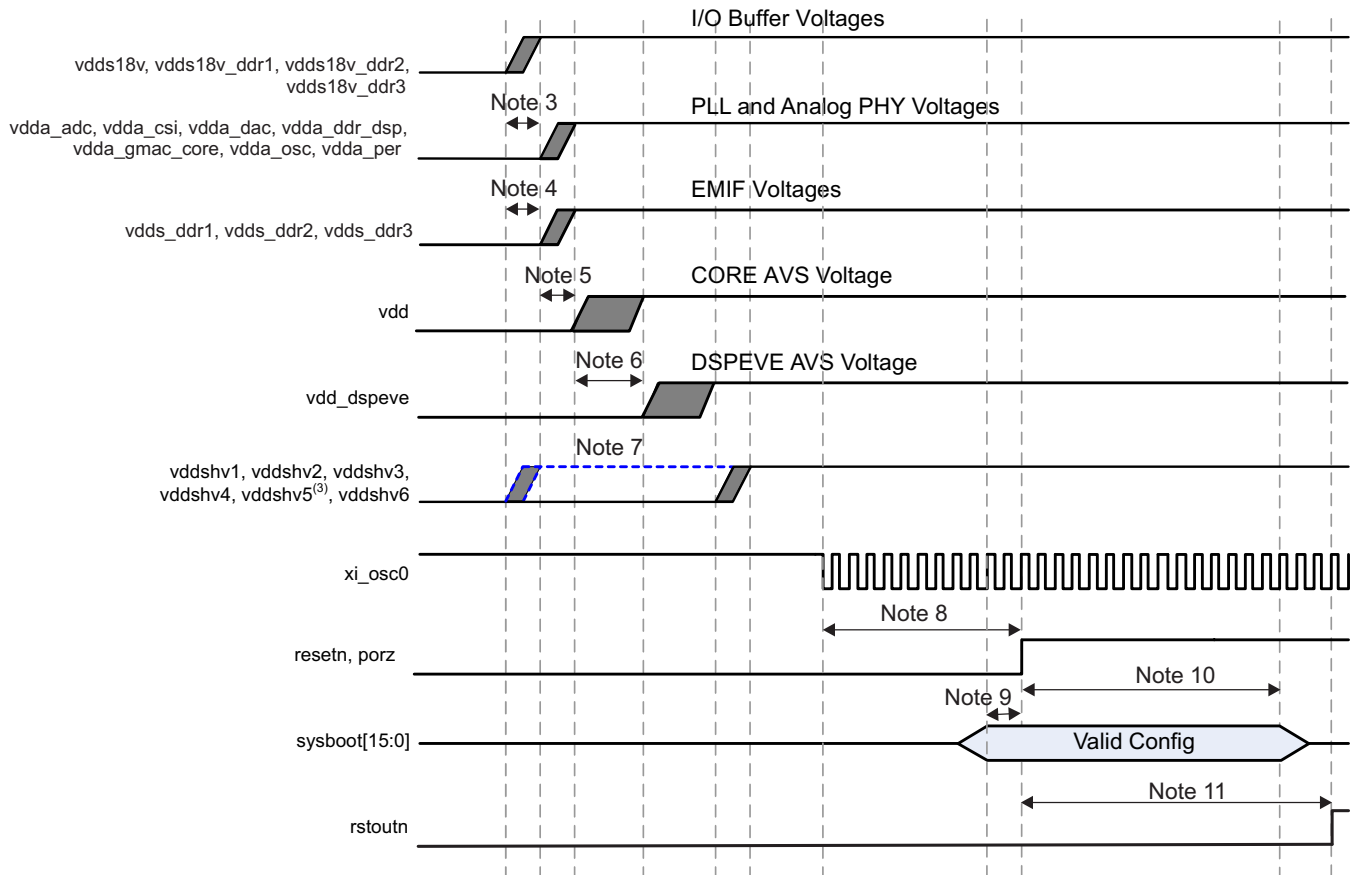 I/O Buffer Voltages
vdds18v, vdds18v_ddr1, vdds18v_ddr2,
vdds18v_ddr3
Note 3
PLL and Analog PHY Voltages
vdda_adc, vdda_csi, vdda_dac, vdda_ddr_dsp,
vdda_gmac_core, vdda_osc, vdda_per
Note 4
EMIF Voltages
vdds_ddr1, vdds_ddr2, vdds_ddr3
Note 5
CORE AVS Voltage
vdd
Note 6
DSPEVE AVS Voltage
vdd_dspeve
Note 7
vddshv1, vddshv2, vddshv3,
vddshv4, vddshv5(3), vddshv6
xi_osc0
Note 8
resetn, porz
Note 10
Note 9
sysboot[15:0]
Valid Config
Note 11
rstoutn